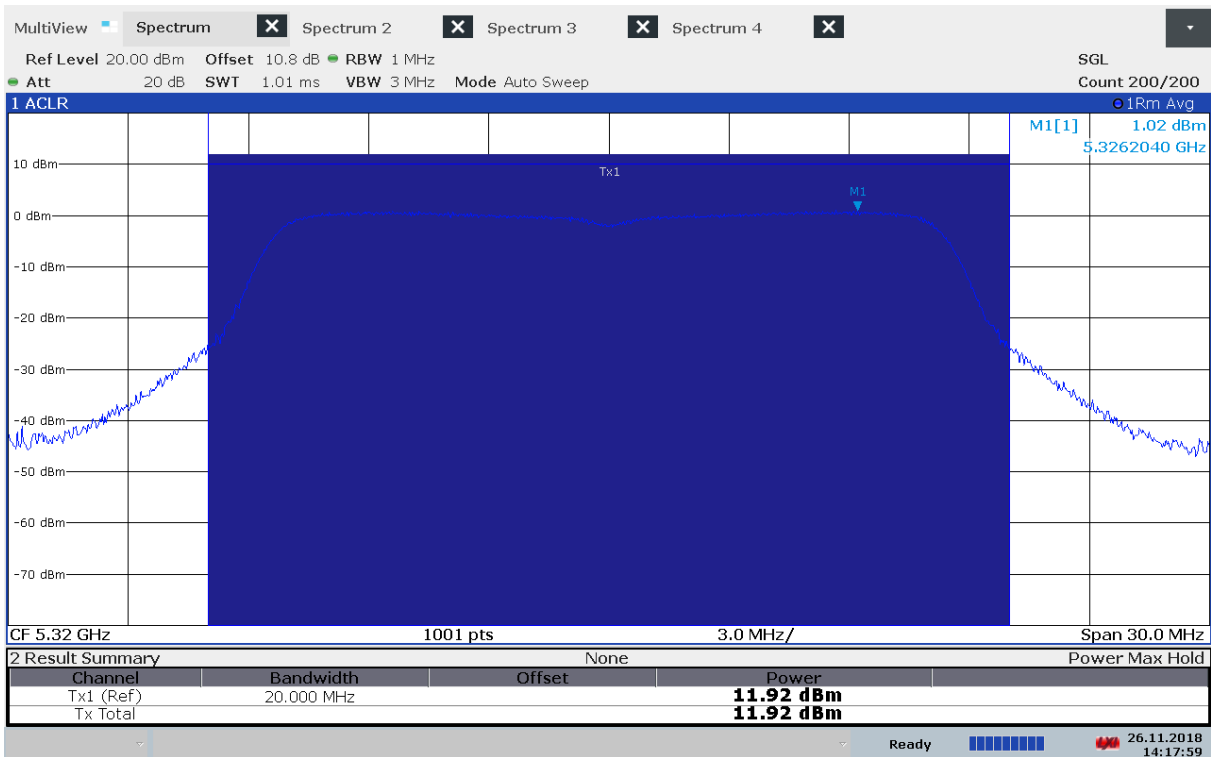 MultiView Spectrum Spectrum 2 Spectrum 3 Spectrum 4
Ref Level 20.00 dBm Offset 10.8 dB RBW 1 MHz SGL
Att 20 dB SWT 1.01 ms VBW 3 MHz Mode Auto Sweep Count 200/200
1 ACLR 1Rm Avg
M1[1] 1.02 dBm
5.3262040 GHz
10 dBm
Tx1
M1
0 dBm
-10 dBm
-20 dBm
-30 dBm
-40 dBm
-50 dBm
-60 dBm
-70 dBm
CF 5.32 GHz 1001 pts 3.0 MHz/ Span 30.0 MHz
2 Result Summary None Power Max Hold
Channel Bandwidth Offset Power
Tx1 (Ref) 20.000 MHz 11.92 dBm
Tx Total 11.92 dBm
Ready 26.11.2018
14:17:59